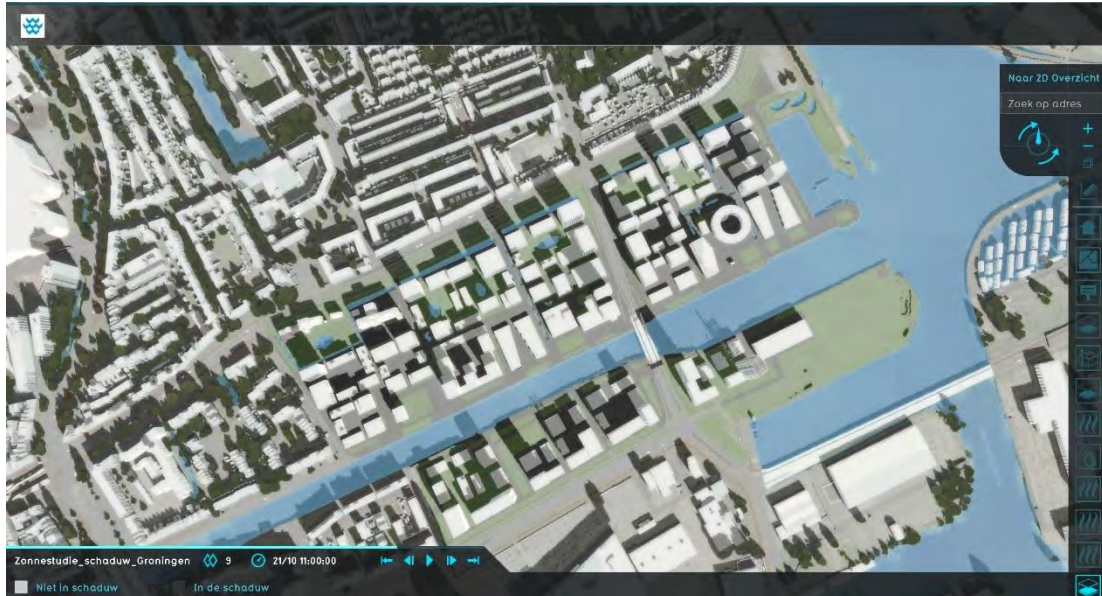 Naar 2D Overzicht
Zoek op adres
Zonnestudie_schaduw_Groningen 9 21/10 11:00:00
Niet in schaduw In de schaduw